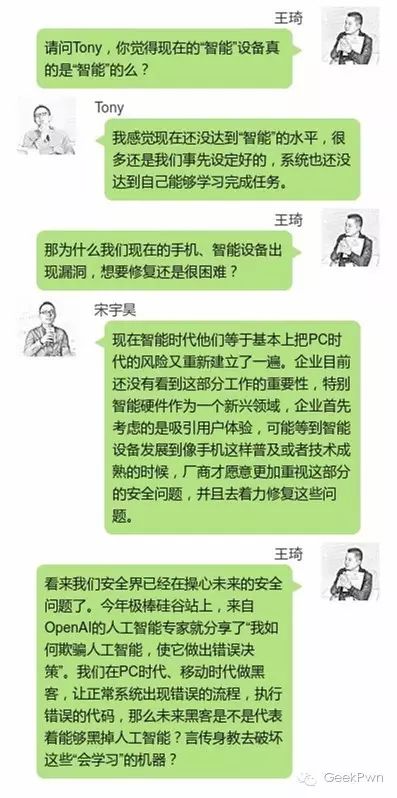 王琦
请问Tony，你觉得现在的“智能”设备真
的是“智能”的么？
Tony
我感觉现在还没达到“智能”的水平，很
多还是我们事先设定好的，系统也还没
达到自己能够学习完成任务。
王琦
那为什么我们现在的手机、智能设备出
现漏洞，想要修复还是很困难？
宋宇昊
现在智能时代他们等于基本上把PC时
代的风险又重新建立了一遍。企业目前
还没有看到这部分工作的重要性，特别
智能硬件作为一个新兴领域，企业首先
考虑的是吸引用户体验，可能等到智能
设备发展到像手机这样普及或者技术成
熟的时候，厂商才愿意更加重视这部分
的安全问题，并且去着力修复这些问
题。
王琦
看来我们安全界已经在操心未来的安全
问题了。今年极棒硅谷站上，来自
OpenAI的人工智能专家就分享了“我如
何欺骗人工智能，使它做出错误决
策”。我们在PC时代、移动时代做黑
客，让正常系统出现错误的流程，执行
错误的代码，那么未来黑客是不是代表
着能够黑掉人工智能？言传身教去破坏
这些“会学习”的机器？
GeekPwn